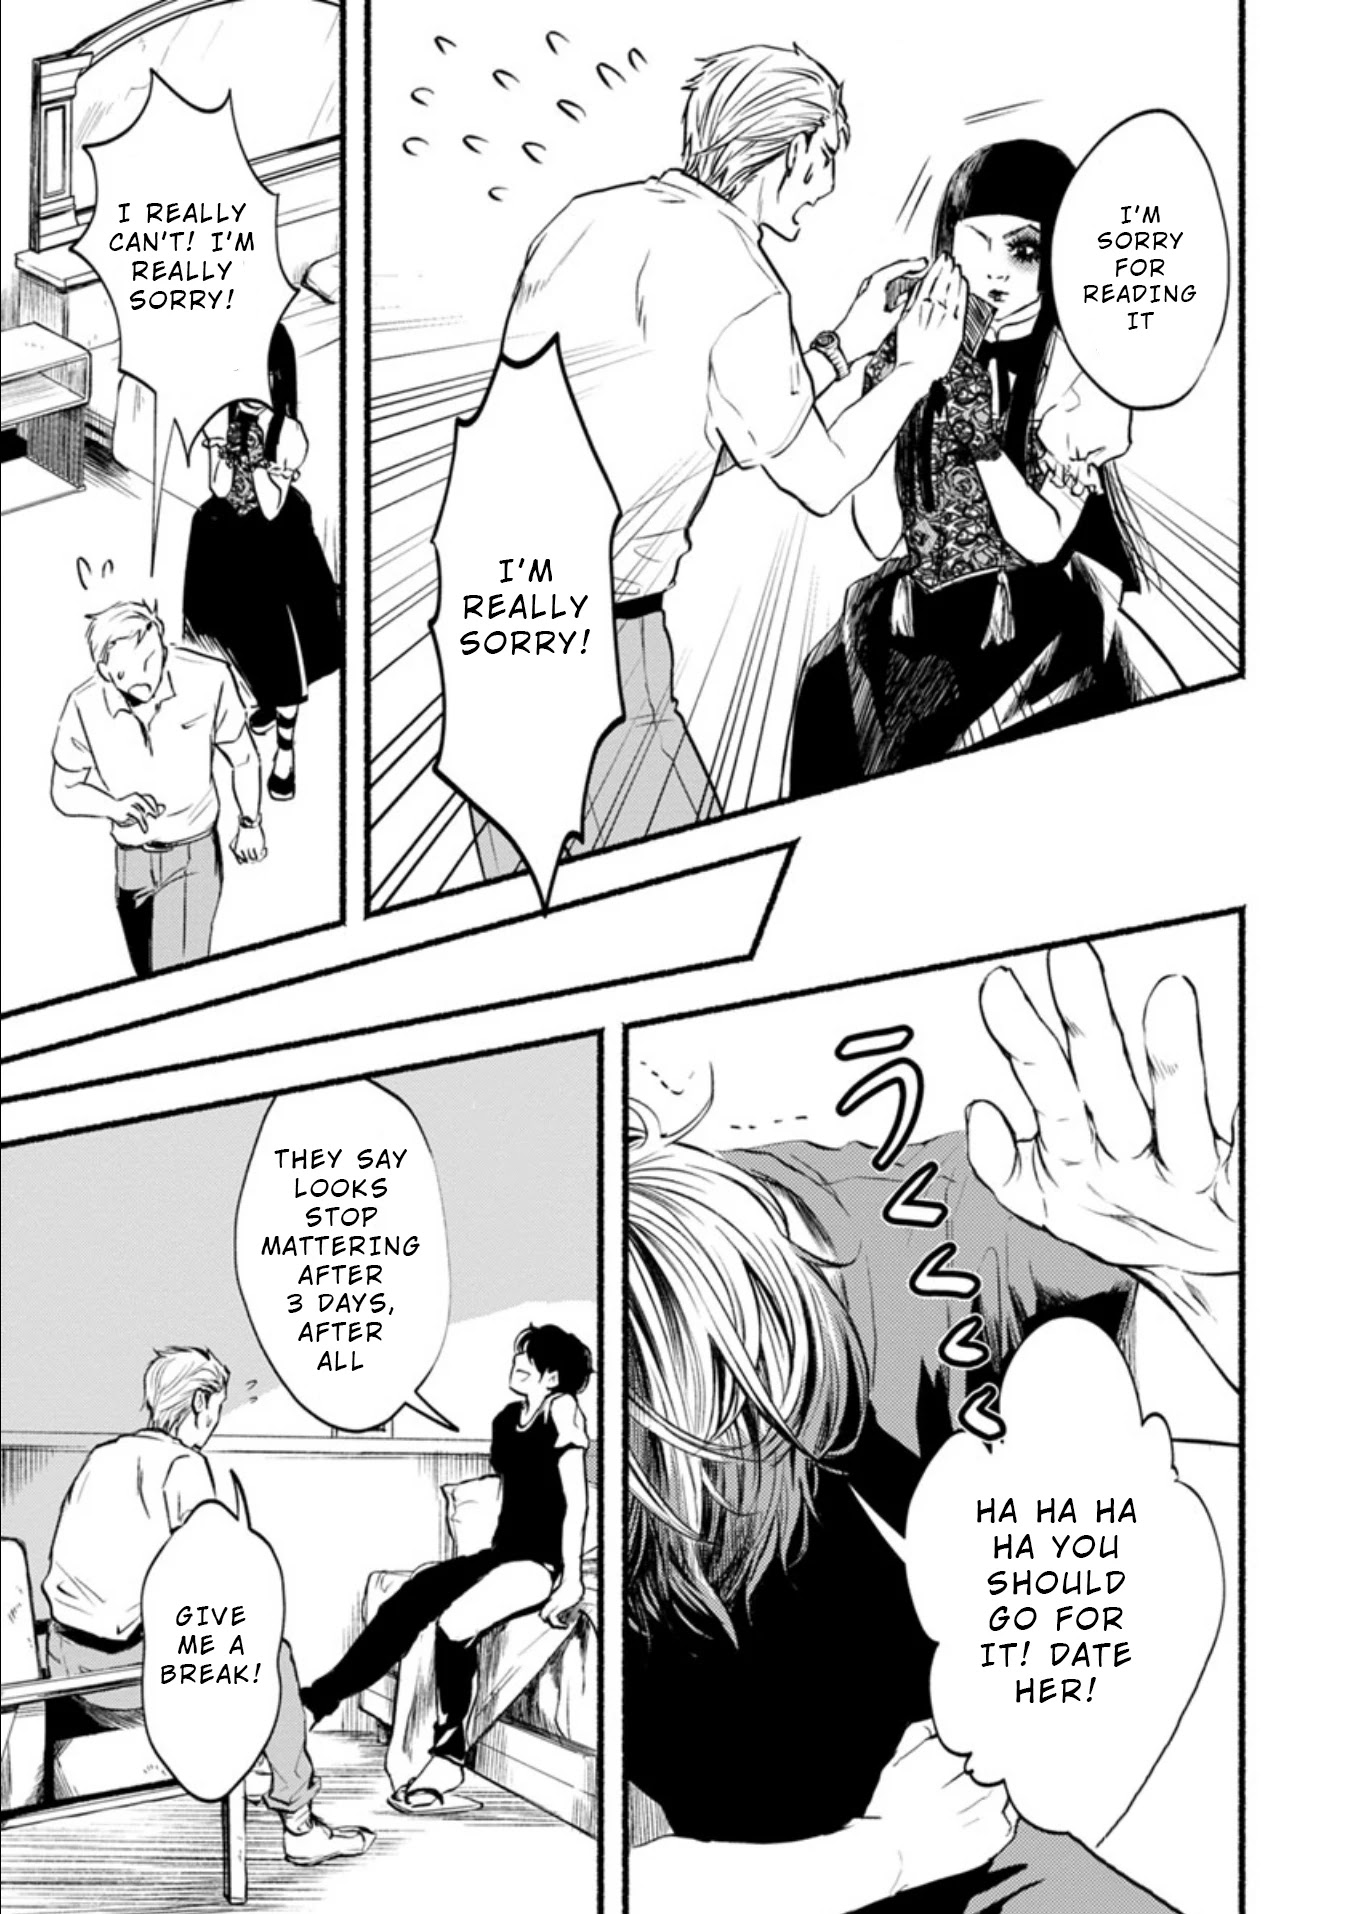 I'M
SORRY
FOR
READING
IT
I'M
REALLY
SORRY!
I REALLY
CAN'T! I'M
REALLY
SORRY!
うくくくく
HA HA HA
HA YOU
SHOULD
GO FOR
IT! DATE
HER!
THEY SAY
LOOKS
STOP
MATTERING
AFTER
3 DAYS,
AFTER
ALL
GIVE
ME A
BREAK!